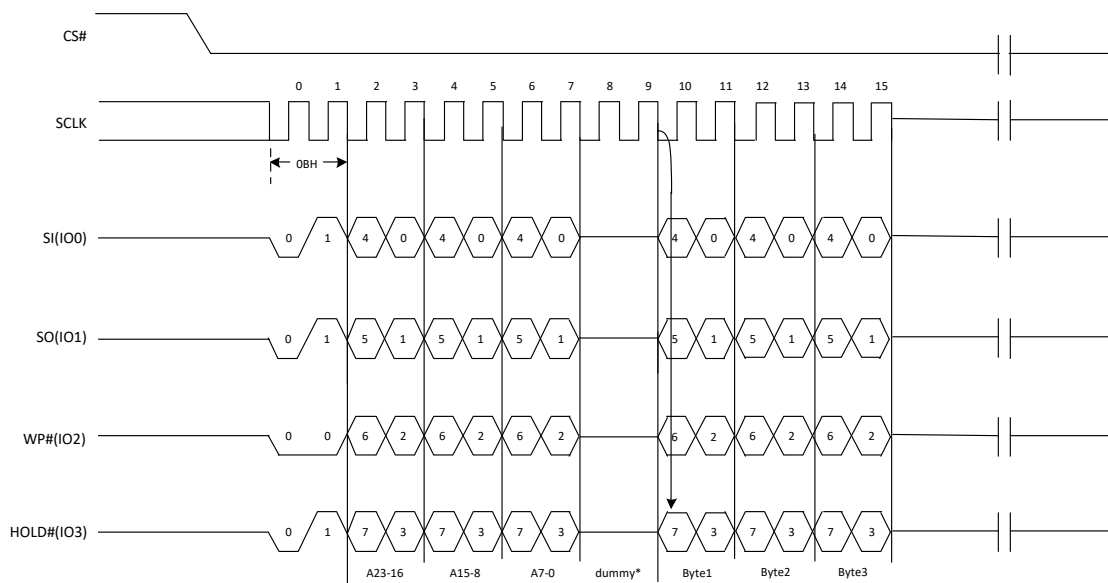 CS#
0 1 2 3 4 5 6 7 8 9 10 11 12 13 14 15
SCLK
0BH
SI(IO0) 0 1 4 0 4 0 4 0 4 0 4 0 4 0
SO(IO1) 0 1 5 1 5 1 5 1 5 1 5 1 5 1
WP#(IO2) 0 0 6 2 6 2 6 2 6 2 6 2 6 2
HOLD#(IO3) 0 1 7 3 7 3 7 3 7 3 7 3 7 3
A23-16 A15-8 A7-0 dummy* Byte1 Byte2 Byte3